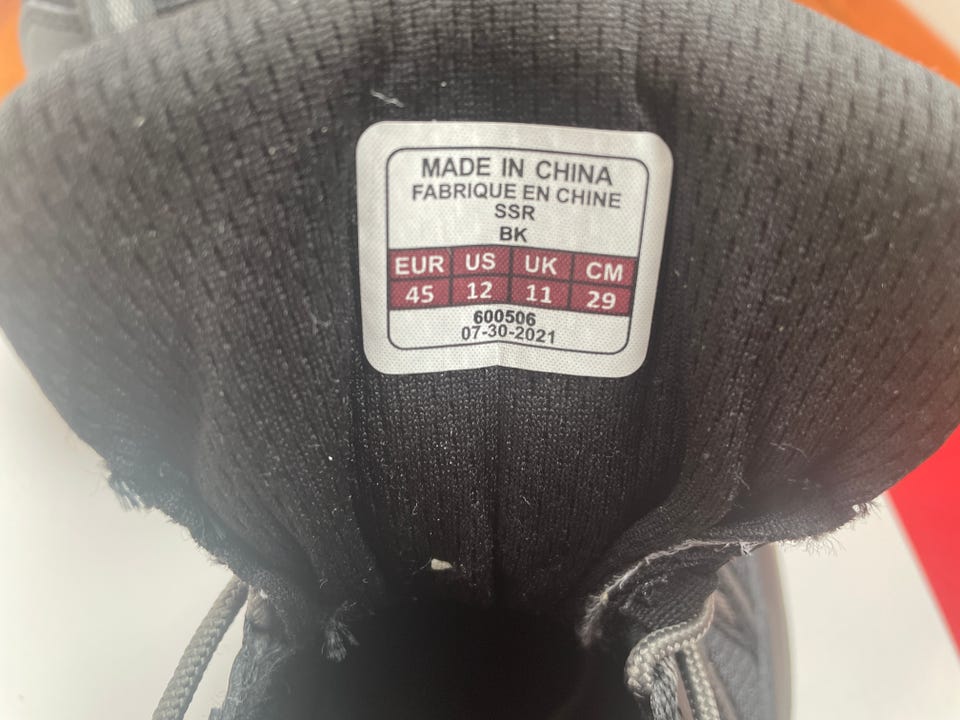 MADE IN CHINA
FABRIQUE EN CHINE
SSR
BK
EUR US UK CM
45 12 11 29
600506
07-30-2021